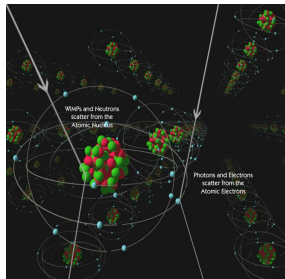 WIMPs and Neutrons
scatter from the
Atomic Nucleus
Photons and Electrons
scatter from the
Atomic Electrons